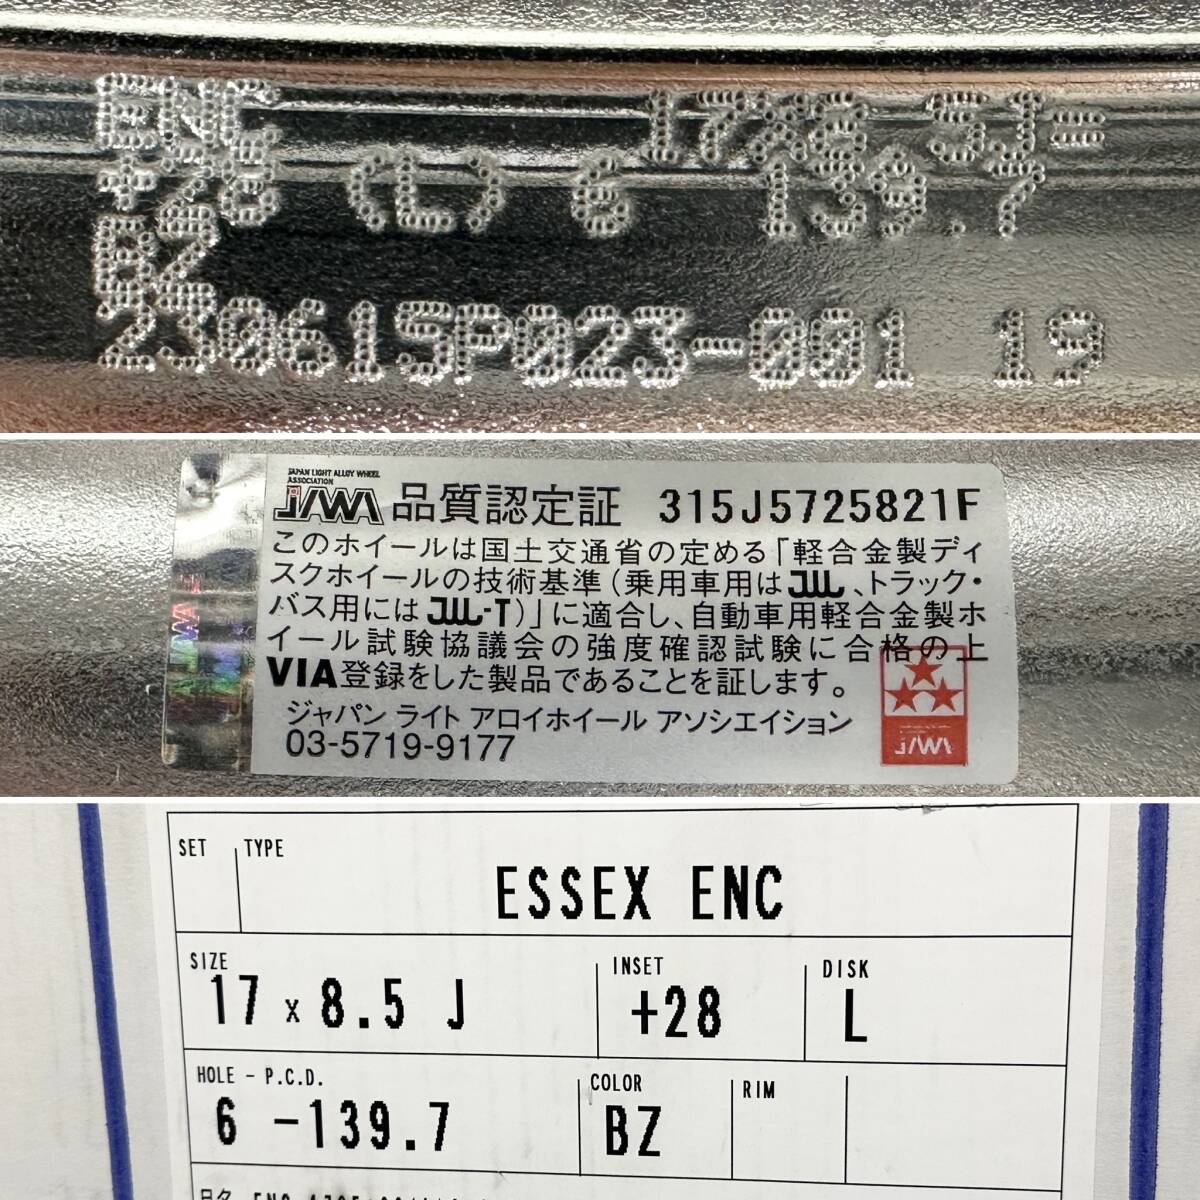 ENC 17X8.5J=
+28 (L) 6 139.7
BZ
230615P023-001 19
JAPAN LIGHT ALLOY WHEEL
ASSOCIATION
JAWA 品質認定証 315J5725821F
このホイールは国土交通省の定める「軽合金製ディ
スクホイールの技術基準(乗用車用はJWL、トラック・
バス用にはJWL-T)」に適合し、自動車用軽合金製ホ
イール試験協議会の強度確認試験に合格の上
VIA登録をした製品であることを証します。
ジャパン ライト アロイホイール アソシエイション
03-5719-9177
JAWA
SET TYPE
ESSEX ENC
SIZE INSET DISK
17 x 8.5 J +28 L
HOLE - P.C.D. COLOR RIM
6 -139.7 BZ